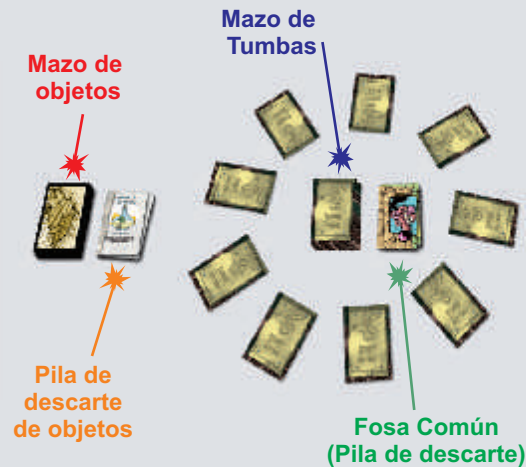 Mazo de
Tumbas
Mazo de
objetos
Pila de
descarte
de objetos
Fosa Común
(Pila de descarte)